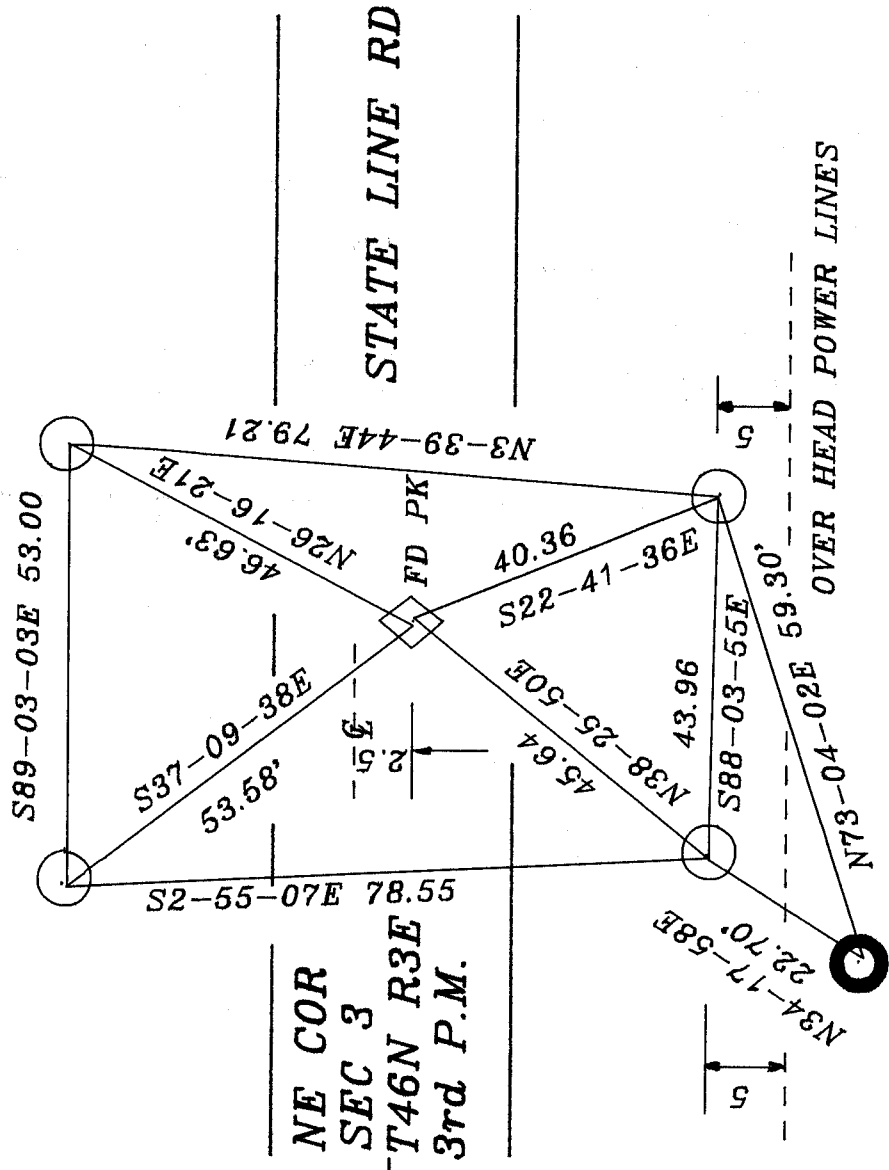 S89-03-03E 53.00
STATE LINE RD
N3-39-44E 79.21
N26-16-21E
46.63'
S37-09-38E
53.58'
FD PK
℄
2.5
40.36
S22-41-36E
N38-25-50E
45.64
S2-55-07E 78.55
43.96
S88-03-55E
5
OVER HEAD POWER LINES
N73-04-02E 59.30'
N34-17-58E
22.70'
5
NE COR
SEC 3
T46N R3E
3rd P.M.